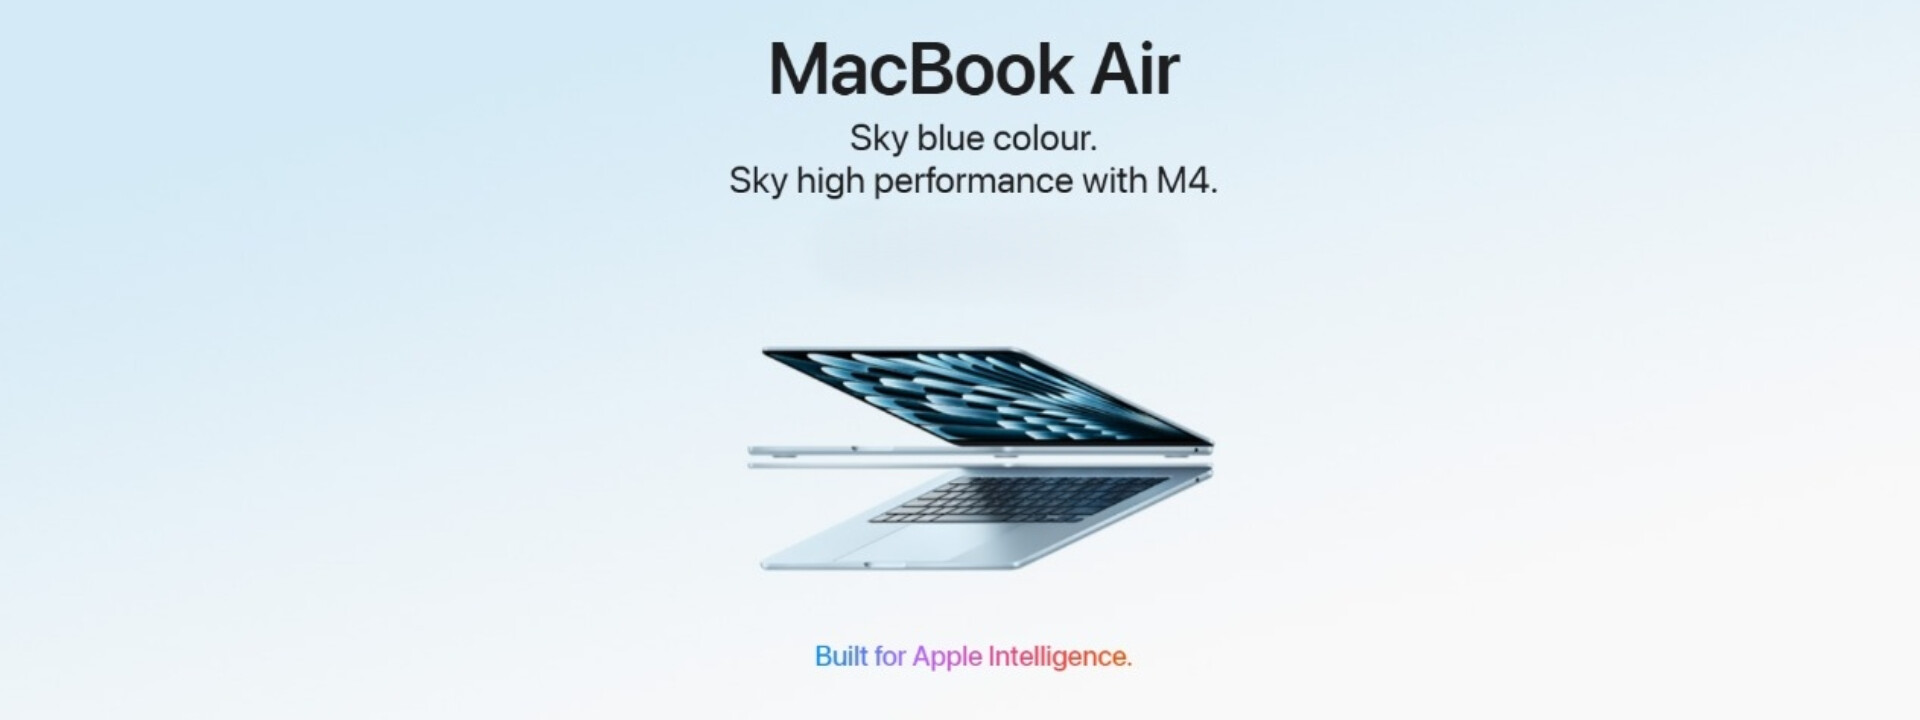 MacBook Air
Sky blue colour.
Sky high performance with M4.
Built for Apple Intelligence.